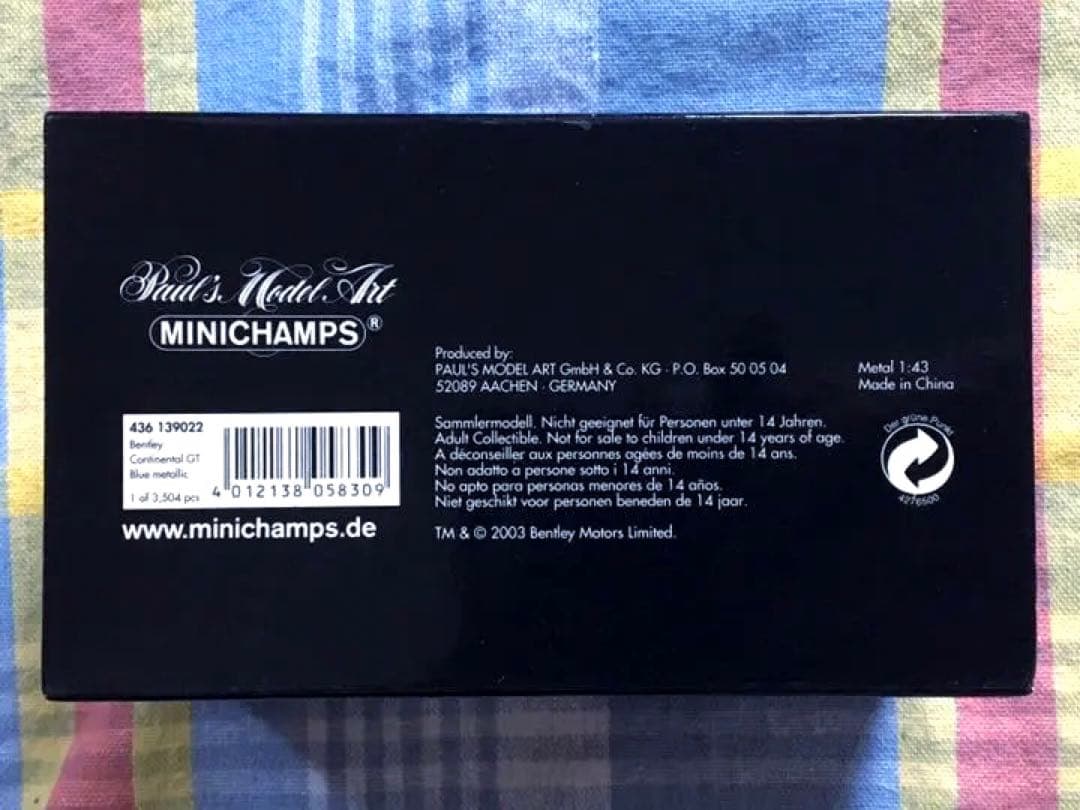 Paul's Model Art
MINICHAMPS®
Produced by:
PAUL'S MODEL ART GmbH & Co. KG · P.O. Box 50 05 04
52089 AACHEN · GERMANY
Metal 1:43
Made in China
436 139022
Bentley
Continental GT
Blue metallic
1 of 3,504 pcs
4 012138 058309
www.minichamps.de
Sammlermodell. Nicht geeignet für Personen unter 14 Jahren.
Adult Collectible. Not for sale to children under 14 years of age.
A déconseiller aux personnes agées de moins de 14 ans.
Non adatto a persone sotto i 14 anni.
No apto para personas menores de 14 años.
Niet geschikt voor personen beneden de 14 jaar.
TM & © 2003 Bentley Motors Limited.
Der grüne Punkt
4276500